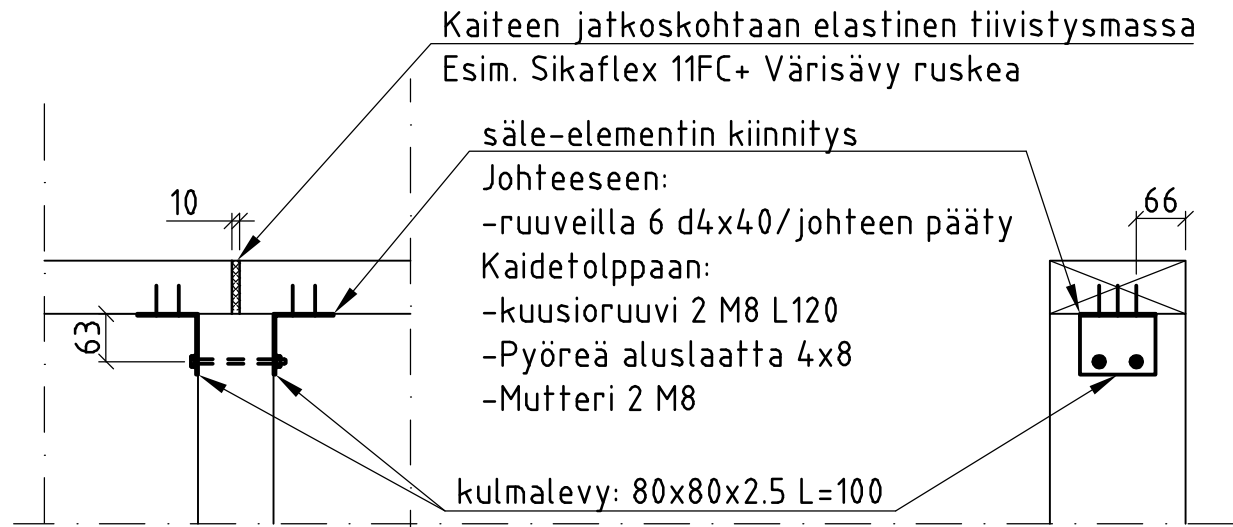 Kaiteen jatkoskohtaan elastinen tiivistysmassa
Esim. Sikaflex 11FC+ Värisävy ruskea
säle-elementin kiinnitys
Johteeseen:
-ruuveilla 6 d4x40/johteen pääty
Kaidetolppaan:
-kuusioruuvi 2 M8 L120
-Pyöreä aluslaatta 4x8
-Mutteri 2 M8
10
66
63
kulmalevy: 80x80x2.5 L=100